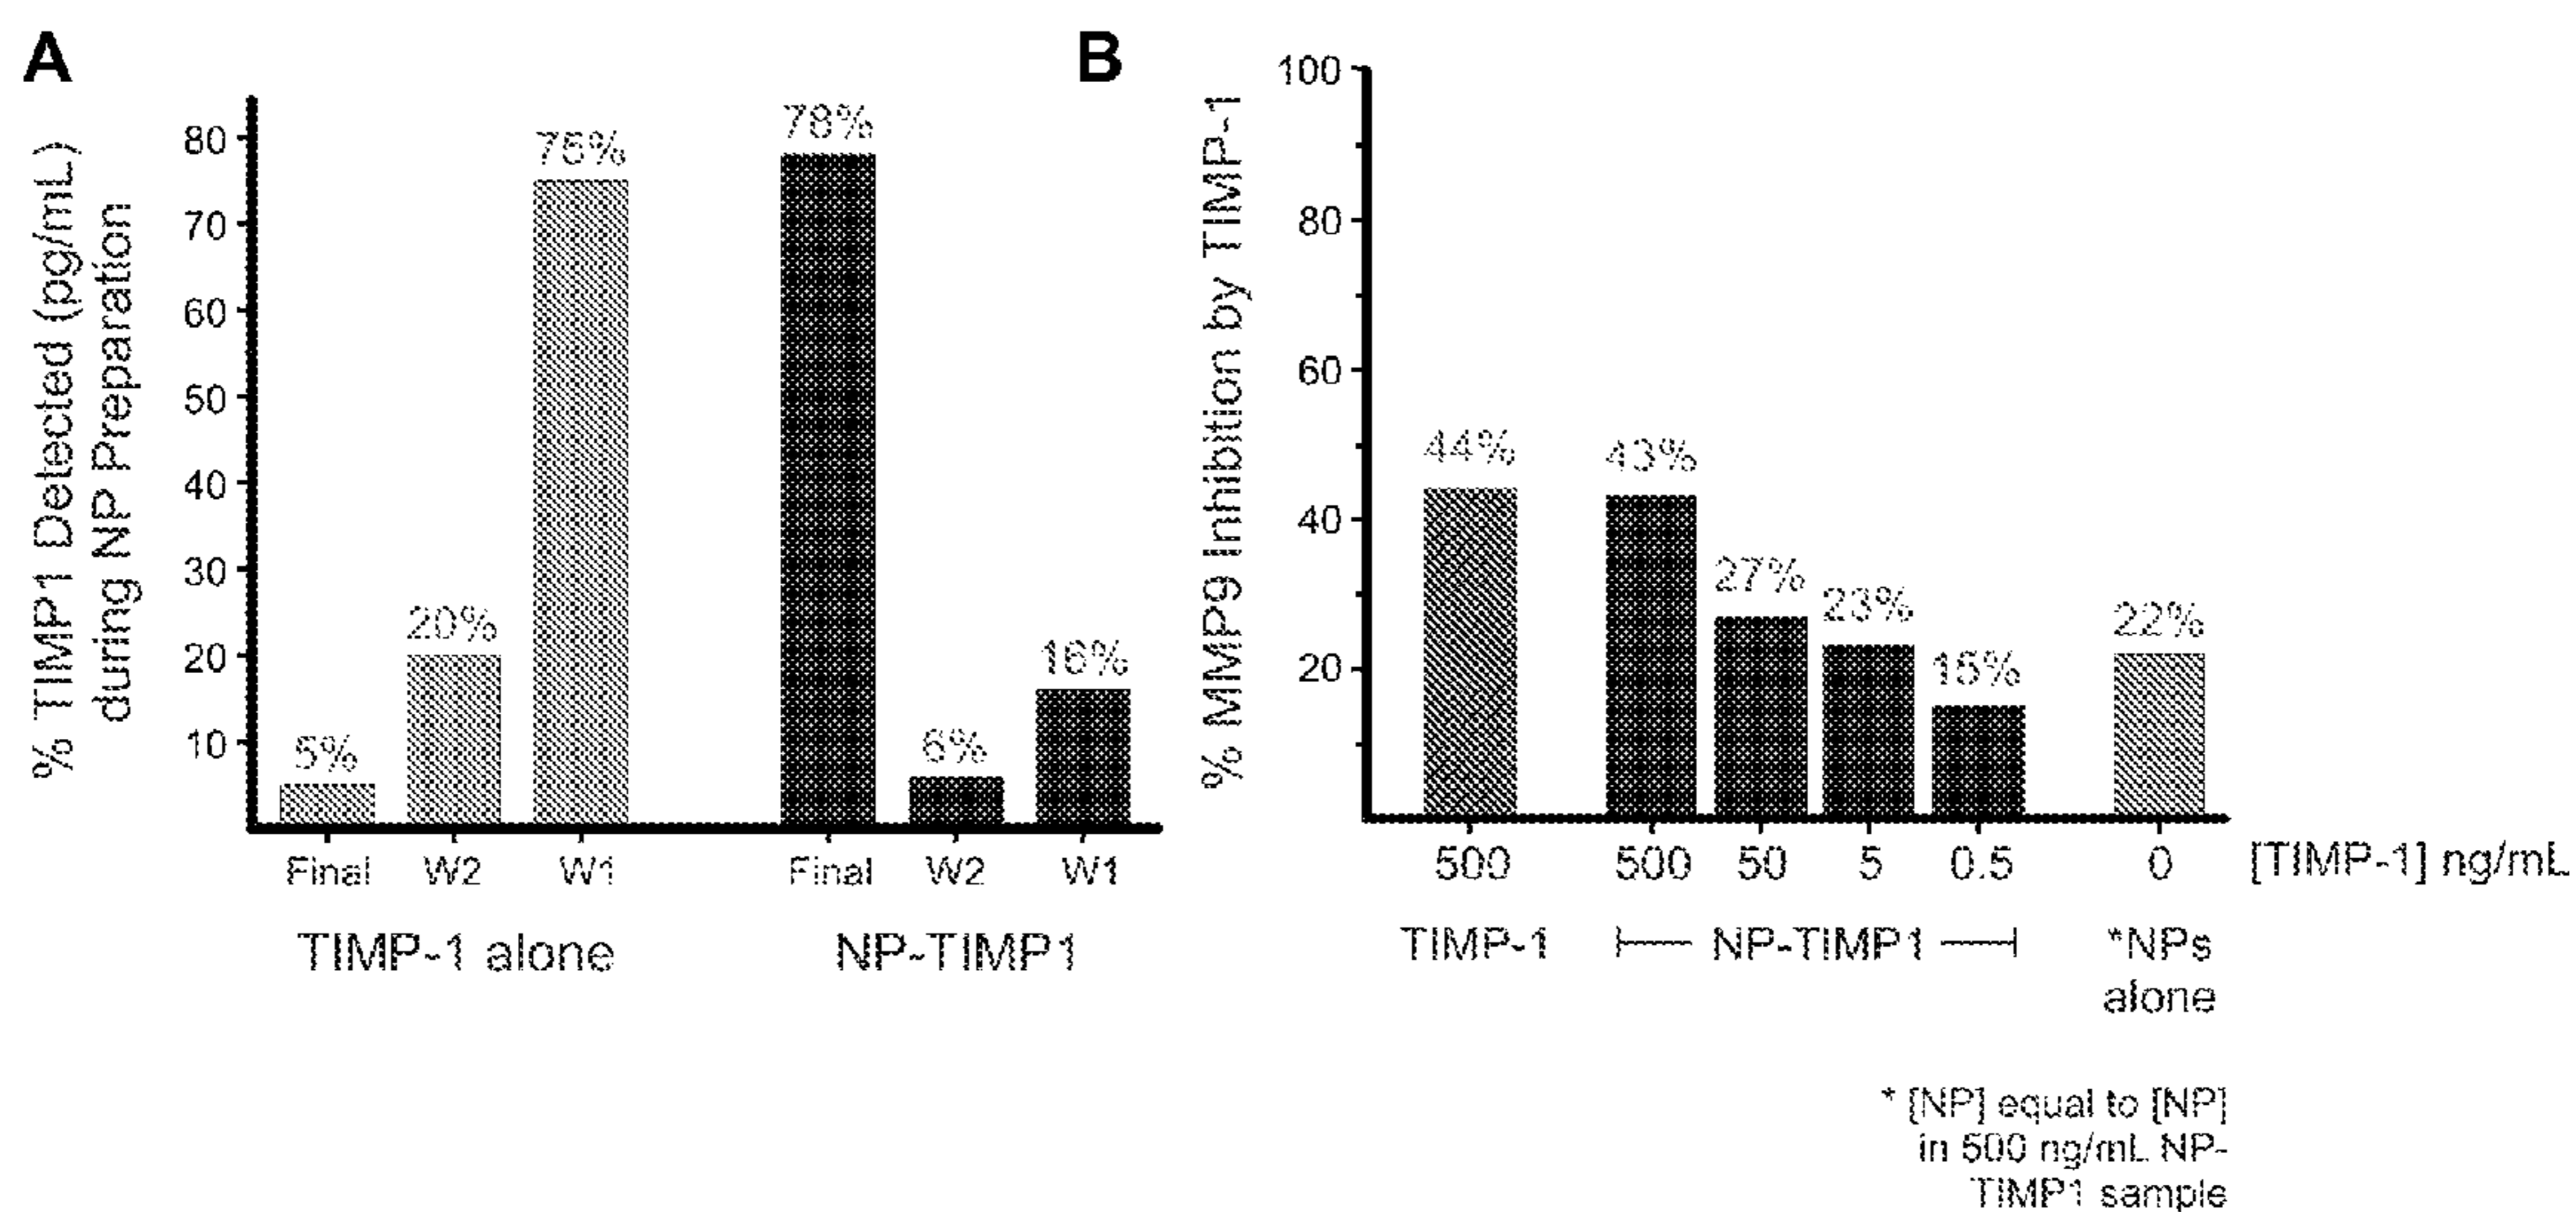 A
% TIMP1 Detected (pg/mL)
during NP Preparation
80
70
60
50
40
30
20
10
5%
20%
75%
78%
6%
16%
Final
W2
W1
Final
W2
W1
TIMP-1 alone
NP-TIMP1
B
% MMP9 Inhibition by TIMP-1
100
80
60
40
20
44%
43%
27%
23%
15%
22%
500
500
50
5
0.5
0
[TIMP-1] ng/mL
TIMP-1
NP-TIMP1
*NPs
alone
* [NP] equal to [NP]
in 500 ng/mL NP-
TIMP1 sample